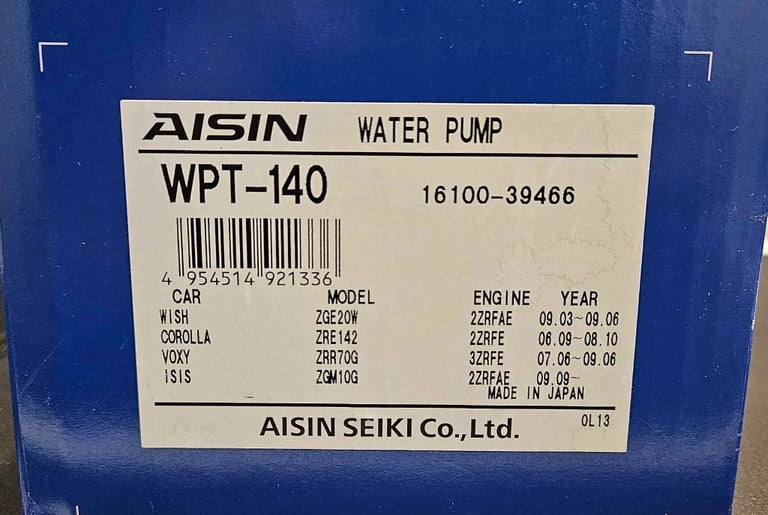 AISIN WATER PUMP
WPT-140 16100-39466
4 954514 921336
CAR MODEL ENGINE YEAR
WISH ZGE20W 2ZRFAE 09.03~09.06
COROLLA ZRE142 2ZRFE 06.09~08.10
VOXY ZRR70G 3ZRFE 07.06~09.06
ISIS ZGM10G 2ZRFAE 09.09~
MADE IN JAPAN
AISIN SEIKI Co.,Ltd. 0L13